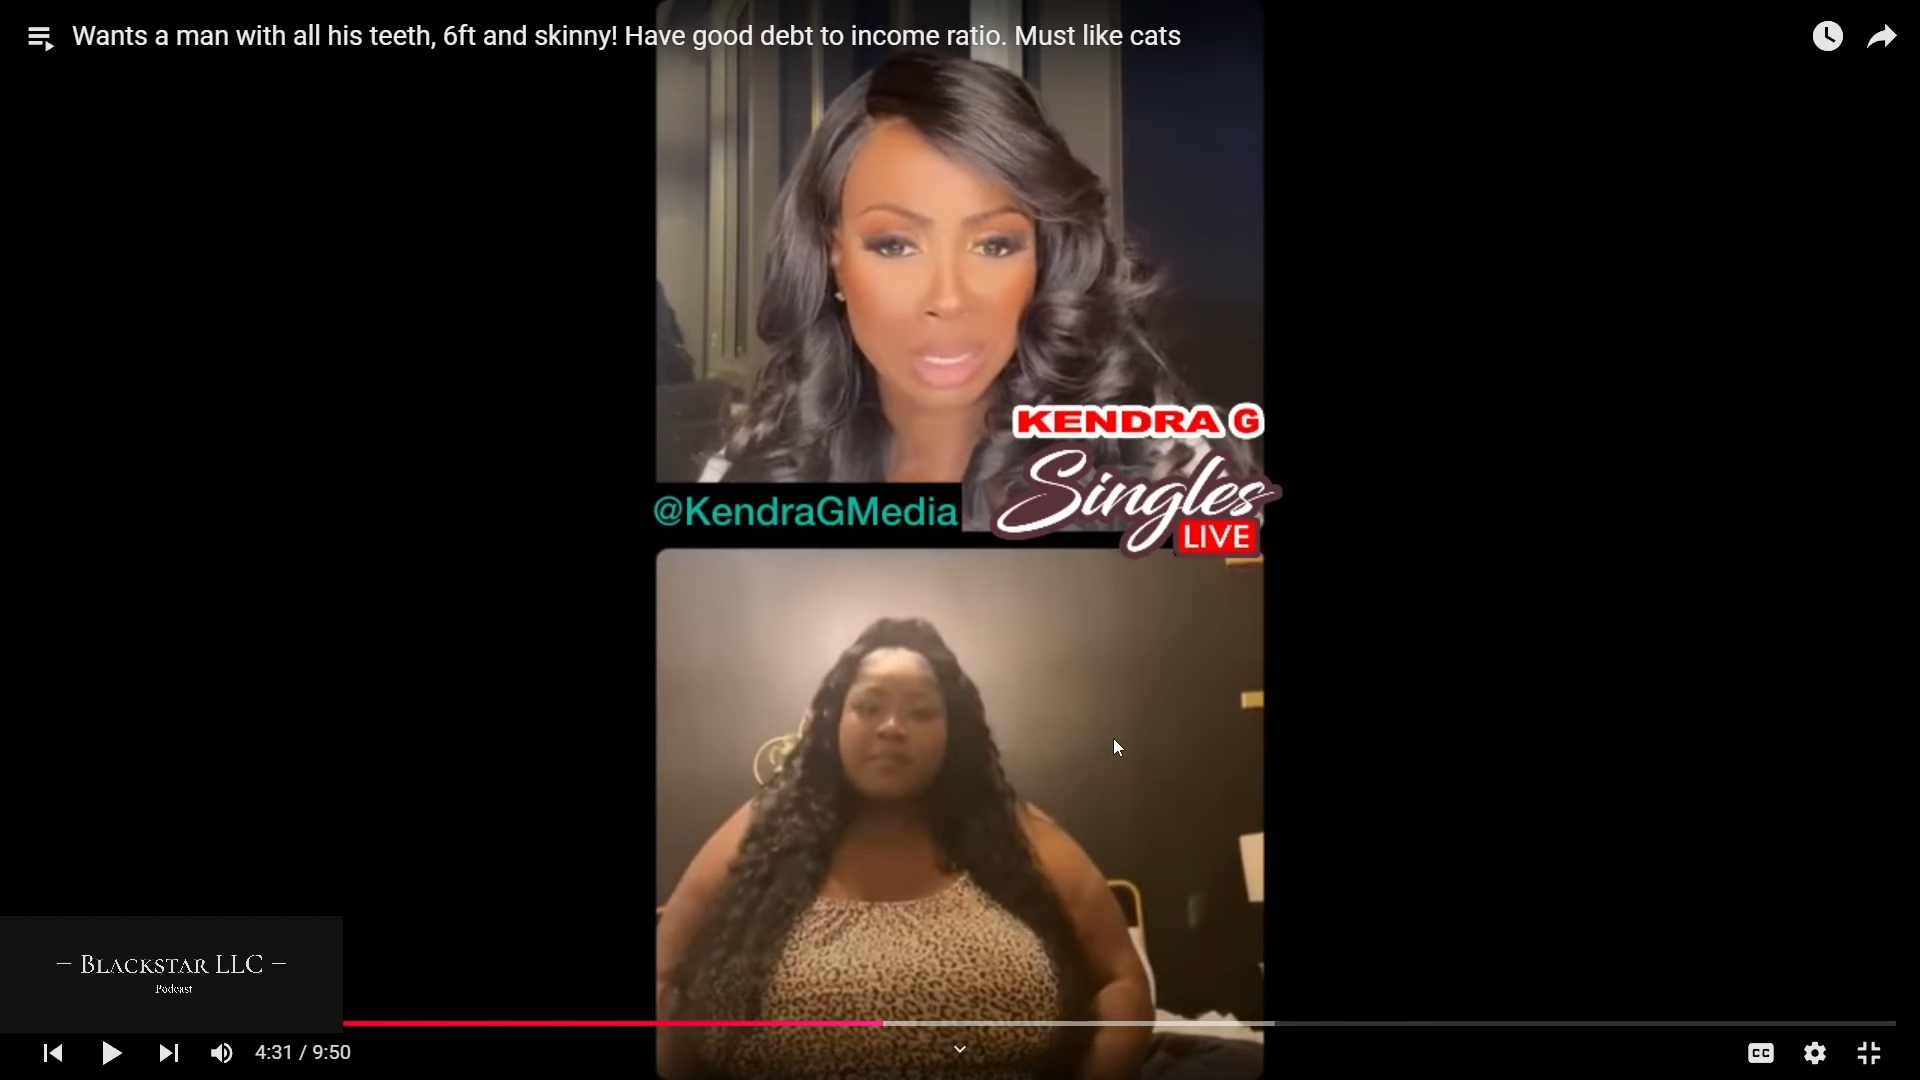 Wants a man with all his teeth, 6ft and skinny! Have good debt to income ratio. Must like cats
KENDRA G
Singles
LIVE
@KendraGMedia
— BLACKSTAR LLC —
Podcast
4:31 / 9:50
CC